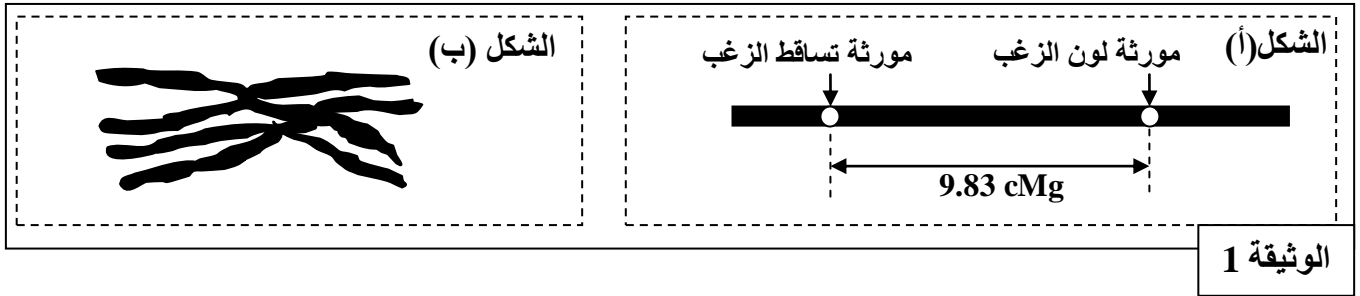 الشكل(أ)
مورثة لون الزغب
مورثة تساقط الزغب
9.83 cMg
الشكل (ب)
الوثيقة 1